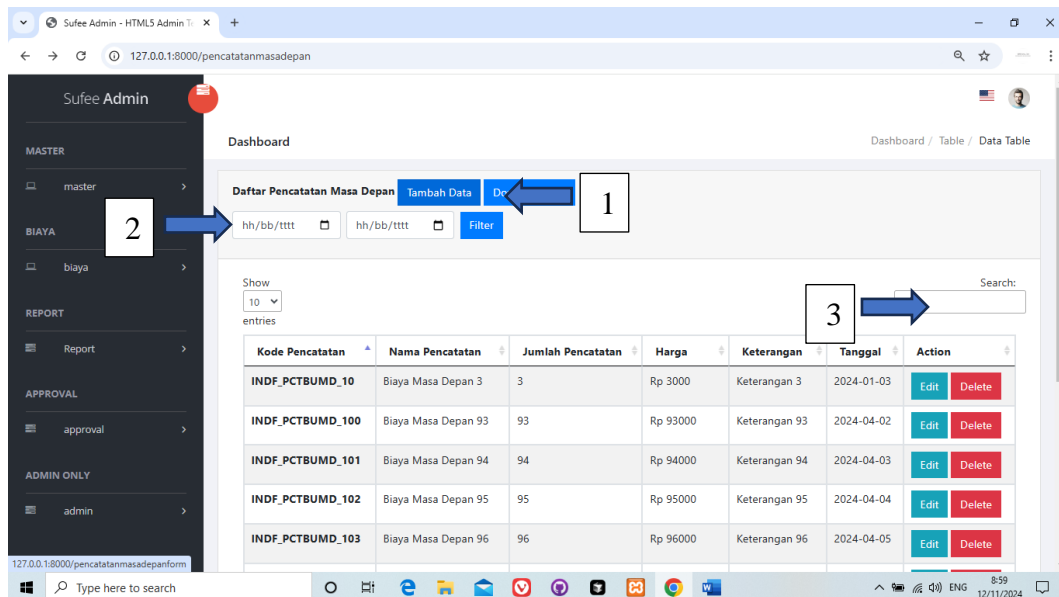 Sufee Admin - HTML5 Admin Te
127.0.0.1:8000/pencatatanmasadepan
Sufee Admin
Dashboard
Dashboard / Table / Data Table
MASTER
master
Daftar Pencatatan Masa Depan Tambah Data
1
2
hh/bb/tttt hh/bb/tttt Filter
BIAYA
biaya
Show
10
entries
Search:
3
REPORT
Report
Kode Pencatatan Nama Pencatatan Jumlah Pencatatan Harga Keterangan Tanggal Action
INDF_PCTBUMD_10 Biaya Masa Depan 3 3 Rp 3000 Keterangan 3 2024-01-03 Edit Delete
APPROVAL
approval
INDF_PCTBUMD_100 Biaya Masa Depan 93 93 Rp 93000 Keterangan 93 2024-04-02 Edit Delete
INDF_PCTBUMD_101 Biaya Masa Depan 94 94 Rp 94000 Keterangan 94 2024-04-03 Edit Delete
ADMIN ONLY
admin
INDF_PCTBUMD_102 Biaya Masa Depan 95 95 Rp 95000 Keterangan 95 2024-04-04 Edit Delete
INDF_PCTBUMD_103 Biaya Masa Depan 96 96 Rp 96000 Keterangan 96 2024-04-05 Edit Delete
127.0.0.1:8000/pencatatanmasadepanform
Type here to search
ENG
8:59
12/11/2024